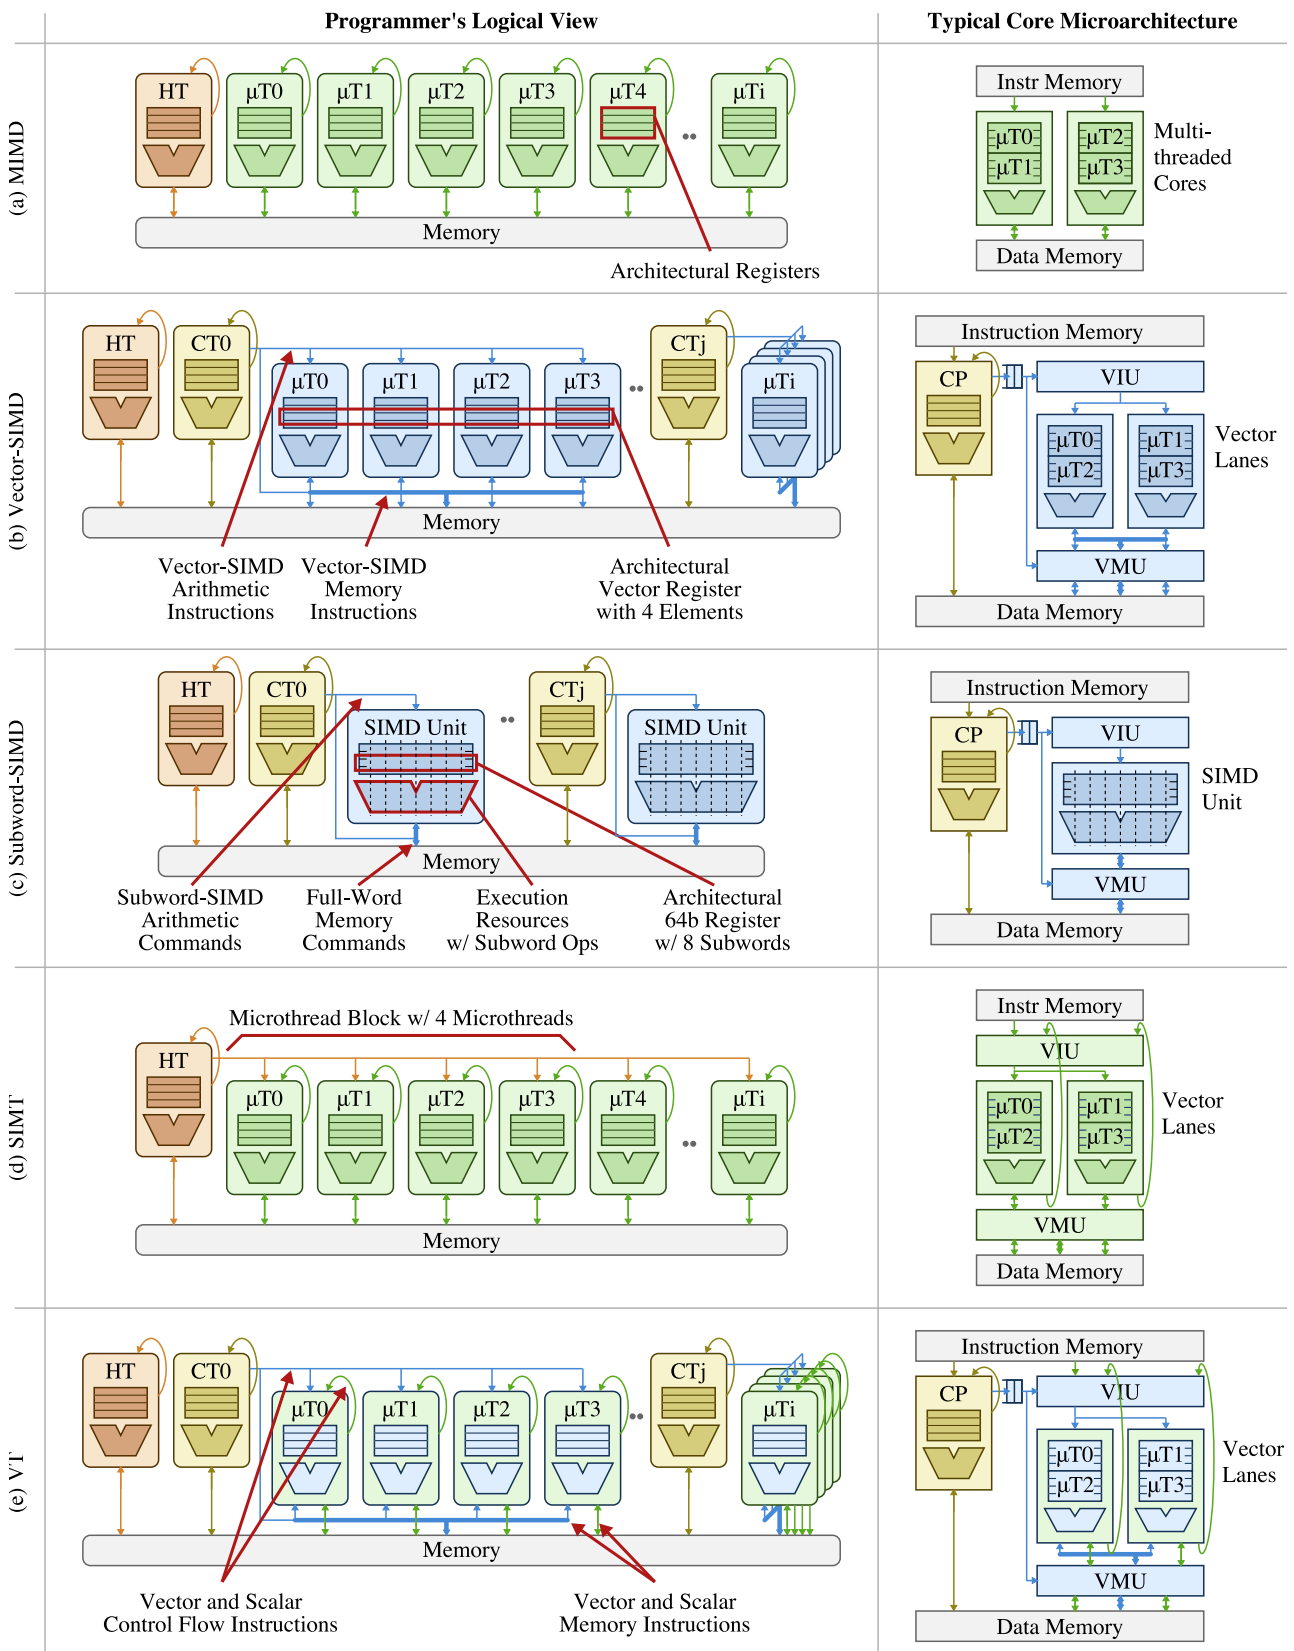 Programmer's Logical View
Typical Core Microarchitecture
(a) MIMD
HT
μT0
μT1
μT2
μT3
μT4
μTi
Memory
Architectural Registers
Instr Memory
μT0
μT1
μT2
μT3
Multi-
threaded
Cores
Data Memory
(b) Vector-SIMD
HT
CT0
μT0
μT1
μT2
μT3
CTj
μTi
Memory
Vector-SIMD
Arithmetic
Instructions
Vector-SIMD
Memory
Instructions
Architectural
Vector Register
with 4 Elements
Instruction Memory
CP
VIU
μT0
μT2
μT1
μT3
Vector
Lanes
VMU
Data Memory
(c) Subword-SIMD
HT
CT0
SIMD Unit
CTj
SIMD Unit
Memory
Subword-SIMD
Arithmetic
Commands
Full-Word
Memory
Commands
Execution
Resources
w/ Subword Ops
Architectural
64b Register
w/ 8 Subwords
Instruction Memory
CP
VIU
SIMD
Unit
VMU
Data Memory
(d) SIMT
Microthread Block w/ 4 Microthreads
HT
μT0
μT1
μT2
μT3
μT4
μTi
Memory
Instr Memory
VIU
μT0
μT2
μT1
μT3
Vector
Lanes
VMU
Data Memory
(e) VT
HT
CT0
μT0
μT1
μT2
μT3
CTj
μTi
Memory
Vector and Scalar
Control Flow Instructions
Vector and Scalar
Memory Instructions
Instruction Memory
CP
VIU
μT0
μT2
μT1
μT3
Vector
Lanes
VMU
Data Memory